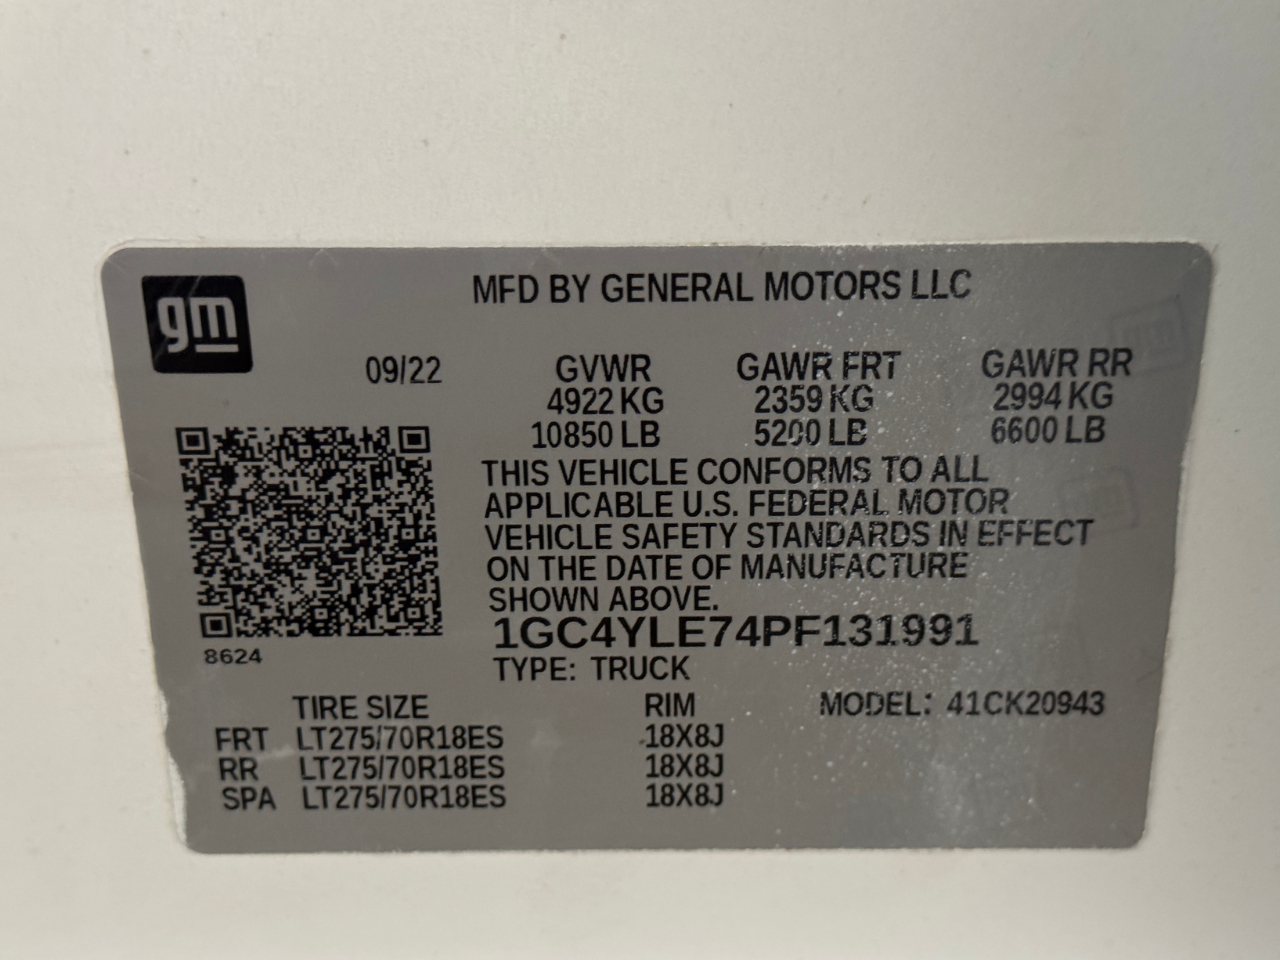 gm
MFD BY GENERAL MOTORS LLC
09/22 GVWR GAWR FRT GAWR RR
4922 KG 2359 KG 2994 KG
10850 LB 5200 LB 6600 LB
THIS VEHICLE CONFORMS TO ALL
APPLICABLE U.S. FEDERAL MOTOR
VEHICLE SAFETY STANDARDS IN EFFECT
ON THE DATE OF MANUFACTURE
SHOWN ABOVE.
1GC4YLE74PF131991
8624
TYPE: TRUCK
TIRE SIZE RIM MODEL: 41CK20943
FRT LT275/70R18ES 18X8J
RR LT275/70R18ES 18X8J
SPA LT275/70R18ES 18X8J